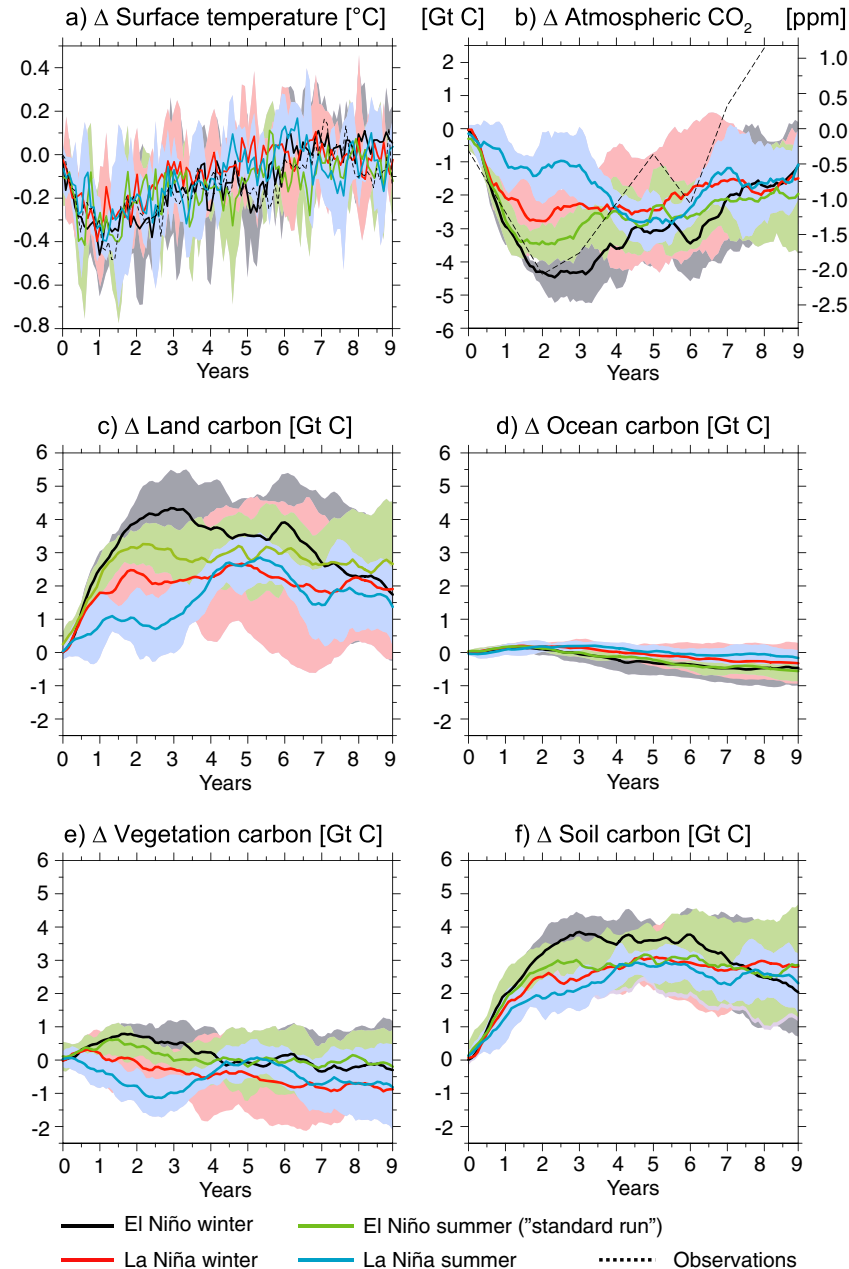 a) Δ Surface temperature [°C]
[Gt C] b) Δ Atmospheric CO₂ [ppm]
0.4
0.2
0.0
-0.2
-0.4
-0.6
-0.8
0 1 2 3 4 5 6 7 8 9
Years
2
1
0
-1
-2
-3
-4
-5
-6
1.0
0.5
0.0
-0.5
-1.0
-1.5
-2.0
-2.5
0 1 2 3 4 5 6 7 8 9
Years
c) Δ Land carbon [Gt C]
6
5
4
3
2
1
0
-1
-2
0 1 2 3 4 5 6 7 8 9
Years
d) Δ Ocean carbon [Gt C]
6
5
4
3
2
1
0
-1
-2
0 1 2 3 4 5 6 7 8 9
Years
e) Δ Vegetation carbon [Gt C]
6
5
4
3
2
1
0
-1
-2
0 1 2 3 4 5 6 7 8 9
Years
f) Δ Soil carbon [Gt C]
6
5
4
3
2
1
0
-1
-2
0 1 2 3 4 5 6 7 8 9
Years
El Niño winter
El Niño summer ("standard run")
La Niña winter
La Niña summer
Observations